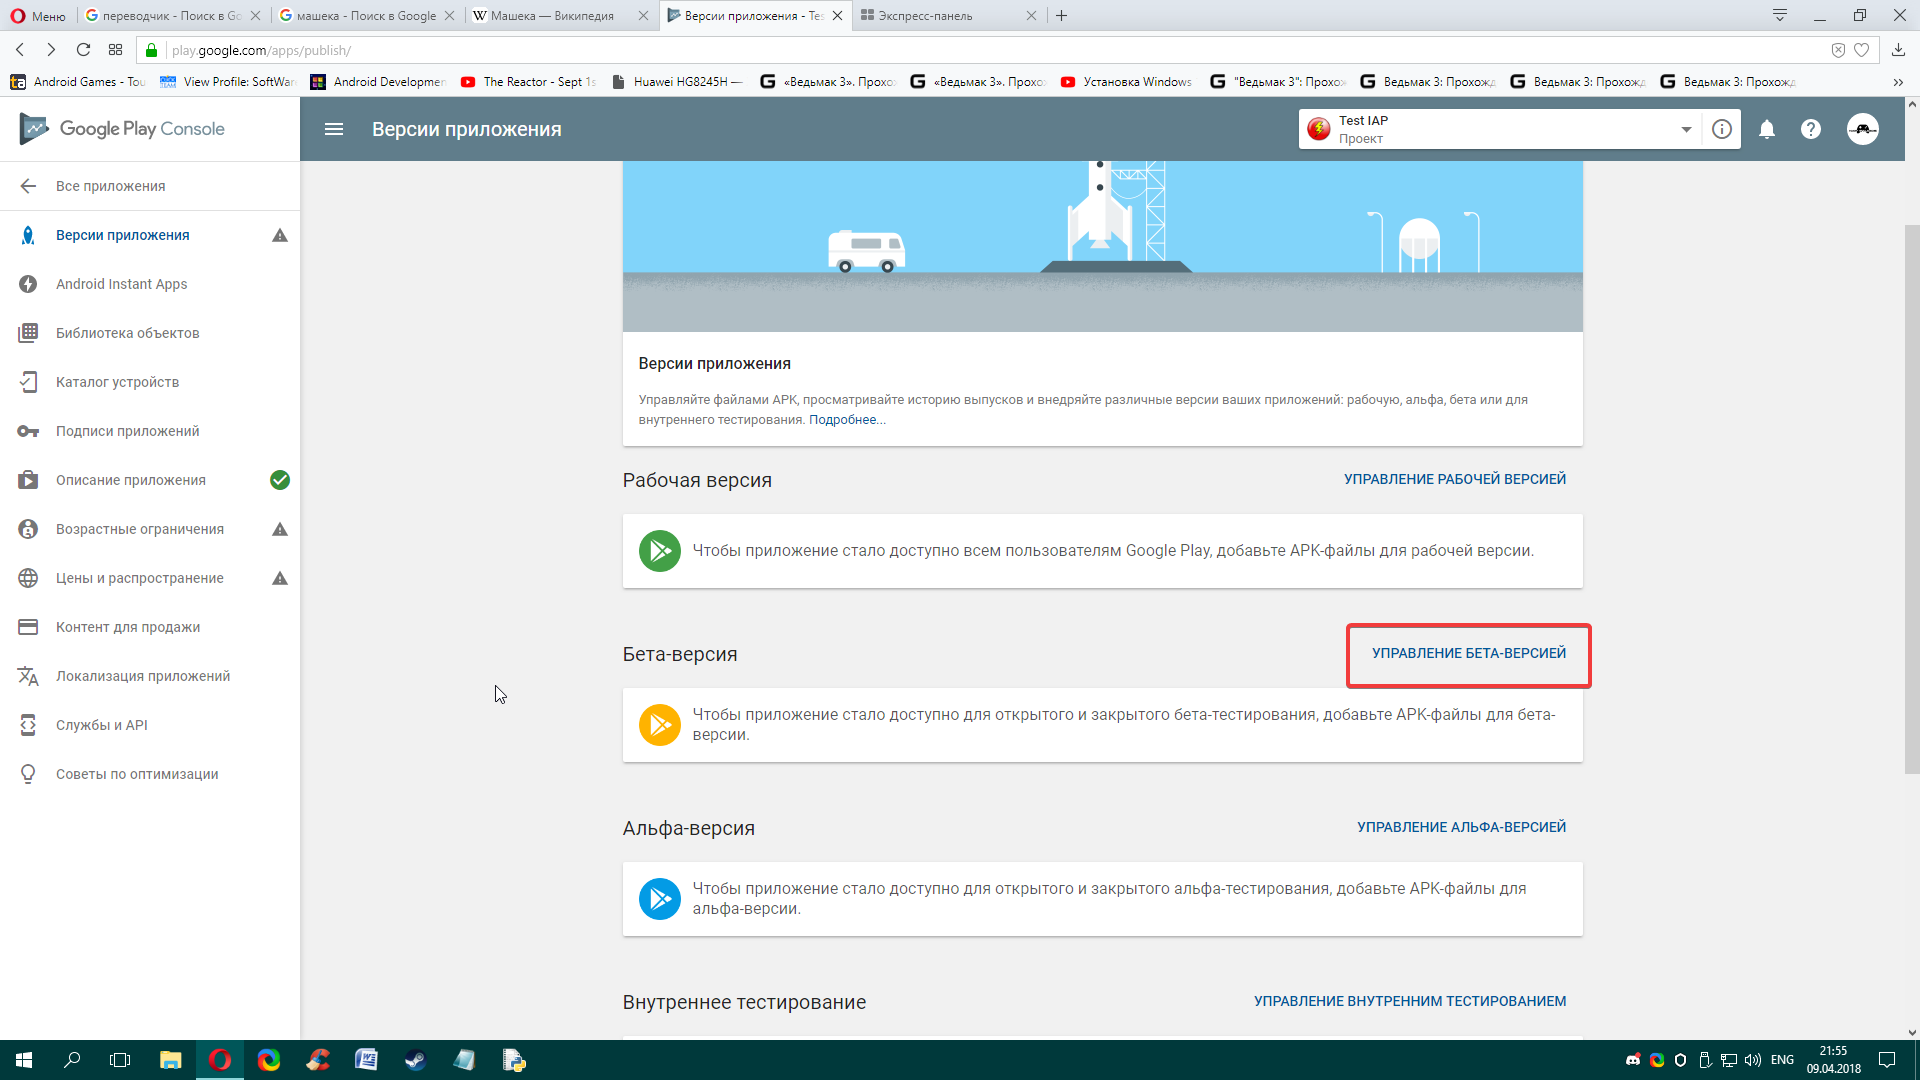 Меню
переводчик - Поиск в Go
машека - Поиск в Google
Машека — Википедия
Версии приложения - Tes
Экспресс-панель
play.google.com/apps/publish/
Android Games - Tou
View Profile: SoftWar
Android Developmen
The Reactor - Sept 1s
Huawei HG8245H —
«Ведьмак 3». Прохо
«Ведьмак 3». Прохо
Установка Windows
"Ведьмак 3": Прохо
Ведьмак 3: Прохожд
Ведьмак 3: Прохожд
Ведьмак 3: Прохожд
Google Play Console
Версии приложения
Test IAP
Проект
Все приложения
Версии приложения
Android Instant Apps
Библиотека объектов
Каталог устройств
Подписи приложений
Описание приложения
Возрастные ограничения
Цены и распространение
Контент для продажи
Локализация приложений
Службы и API
Советы по оптимизации
Версии приложения
Управляйте файлами APK, просматривайте историю выпусков и внедряйте различные версии ваших приложений: рабочую, альфа, бета или для
внутреннего тестирования. Подробнее...
Рабочая версия
УПРАВЛЕНИЕ РАБОЧЕЙ ВЕРСИЕЙ
Чтобы приложение стало доступно всем пользователям Google Play, добавьте APK-файлы для рабочей версии.
Бета-версия
УПРАВЛЕНИЕ БЕТА-ВЕРСИЕЙ
Чтобы приложение стало доступно для открытого и закрытого бета-тестирования, добавьте APK-файлы для бета-
версии.
Альфа-версия
УПРАВЛЕНИЕ АЛЬФА-ВЕРСИЕЙ
Чтобы приложение стало доступно для открытого и закрытого альфа-тестирования, добавьте APK-файлы для
альфа-версии.
Внутреннее тестирование
УПРАВЛЕНИЕ ВНУТРЕННИМ ТЕСТИРОВАНИЕМ
ENG
21:55
09.04.2018